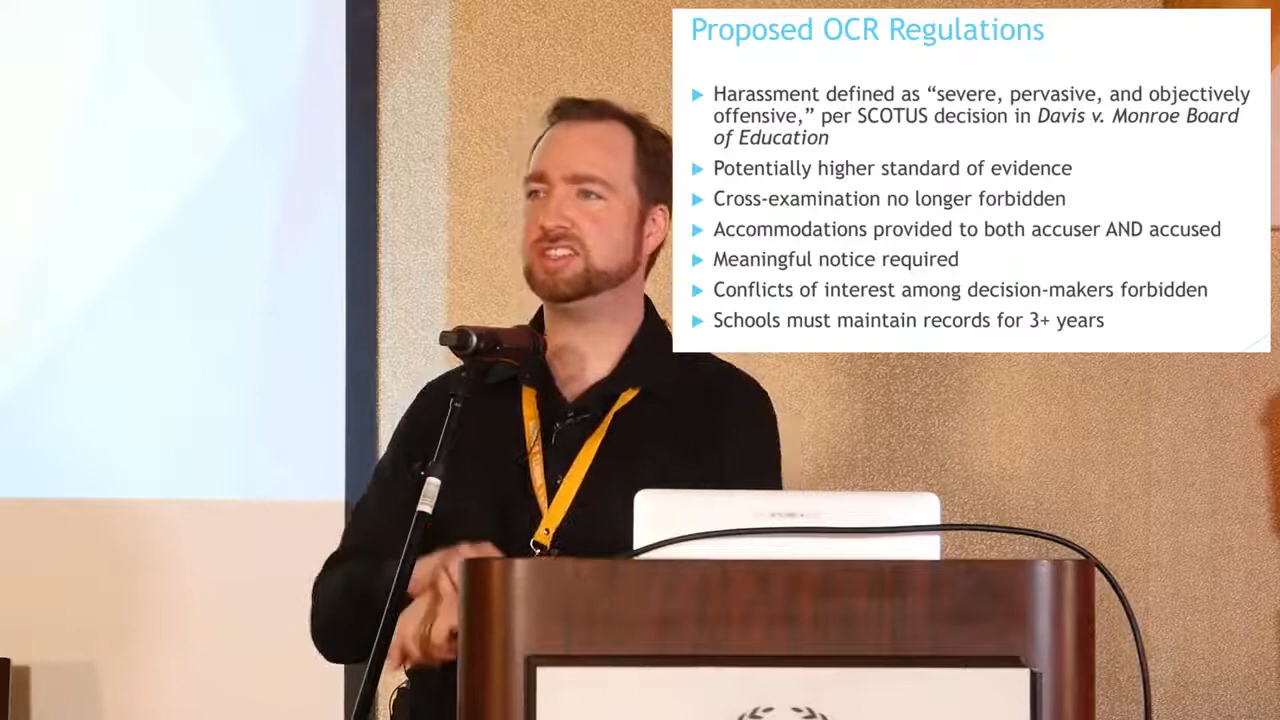 Proposed OCR Regulations
Harassment defined as “severe, pervasive, and objectively
offensive,” per SCOTUS decision in Davis v. Monroe Board
of Education
Potentially higher standard of evidence
Cross-examination no longer forbidden
Accommodations provided to both accuser AND accused
Meaningful notice required
Conflicts of interest among decision-makers forbidden
Schools must maintain records for 3+ years